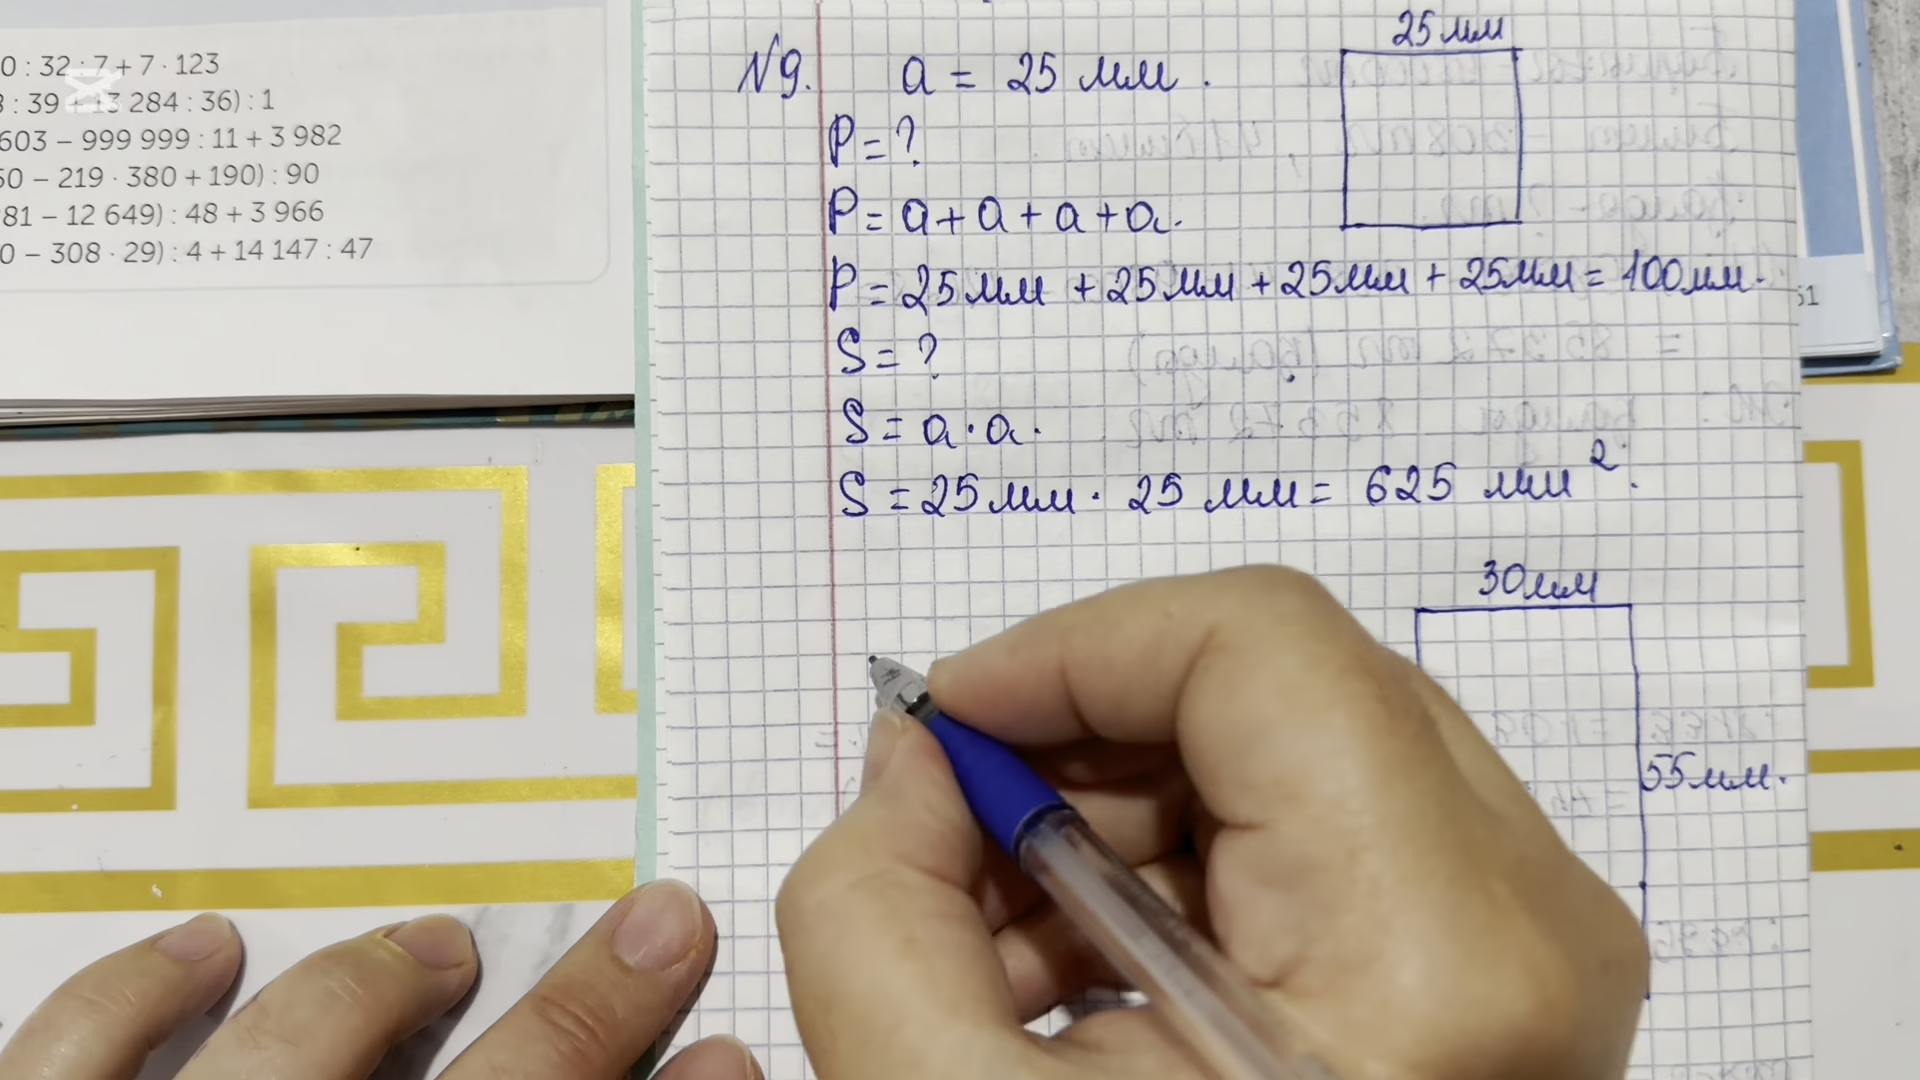 0 : 32 : 7 + 7 · 123
: 39 + 13 284 : 36) : 1
603 – 999 999 : 11 + 3 982
50 – 219 · 380 + 190) : 90
81 – 12 649) : 48 + 3 966
0 – 308 · 29) : 4 + 14 147 : 47
25 мм
N9. a = 25 мм.
P = ?
P = a + a + a + a.
P = 25 мм + 25 мм + 25 мм + 25 мм = 100 мм.
51
S = ?
S = a · a.
S = 25 мм · 25 мм = 625 мм².
30 мм
55 мм.